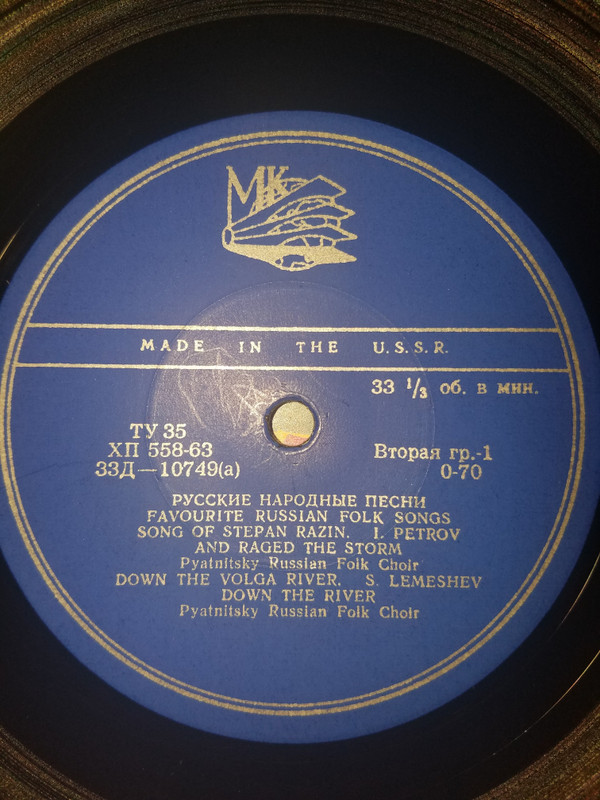 МК
MADE IN THE U.S.S.R.
33 1/3 об. в мин.
ТУ 35
ХП 558-63
33Д—10749(а)
Вторая гр.-1
0-70
РУССКИЕ НАРОДНЫЕ ПЕСНИ
FAVOURITE RUSSIAN FOLK SONGS
SONG OF STEPAN RAZIN. I. PETROV
AND RAGED THE STORM
Pyatnitsky Russian Folk Choir
DOWN THE VOLGA RIVER. S. LEMESHEV
DOWN THE RIVER
Pyatnitsky Russian Folk Choir